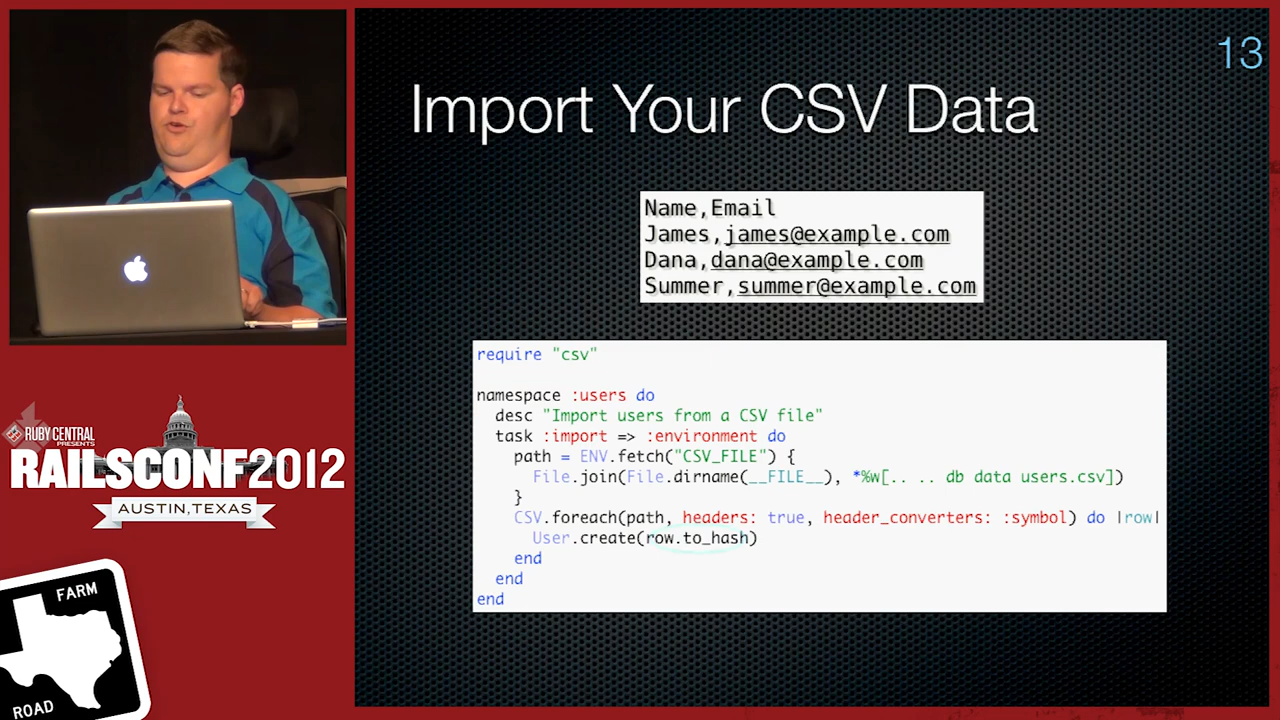 13
Import Your CSV Data
Name,Email
James,james@example.com
Dana,dana@example.com
Summer,summer@example.com
require "csv"
namespace :users do
desc "Import users from a CSV file"
task :import => :environment do
path = ENV.fetch("CSV_FILE") {
File.join(File.dirname(__FILE__), *%w[.. .. db data users.csv])
}
CSV.foreach(path, headers: true, header_converters: :symbol) do |row|
User.create(row.to_hash)
end
end
end
RUBY CENTRAL
PRESENTS
RAILSCONF2012
AUSTIN, TEXAS
FARM
ROAD